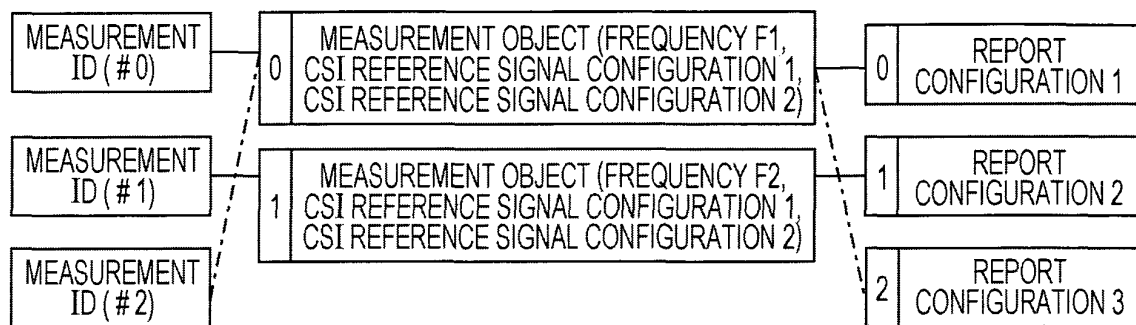 MEASUREMENT
ID (#0)
0
MEASUREMENT OBJECT (FREQUENCY F1,
CSI REFERENCE SIGNAL CONFIGURATION 1,
CSI REFERENCE SIGNAL CONFIGURATION 2)
0
REPORT
CONFIGURATION 1
MEASUREMENT
ID (#1)
1
MEASUREMENT OBJECT (FREQUENCY F2,
CSI REFERENCE SIGNAL CONFIGURATION 1,
CSI REFERENCE SIGNAL CONFIGURATION 2)
1
REPORT
CONFIGURATION 2
MEASUREMENT
ID (#2)
2
REPORT
CONFIGURATION 3